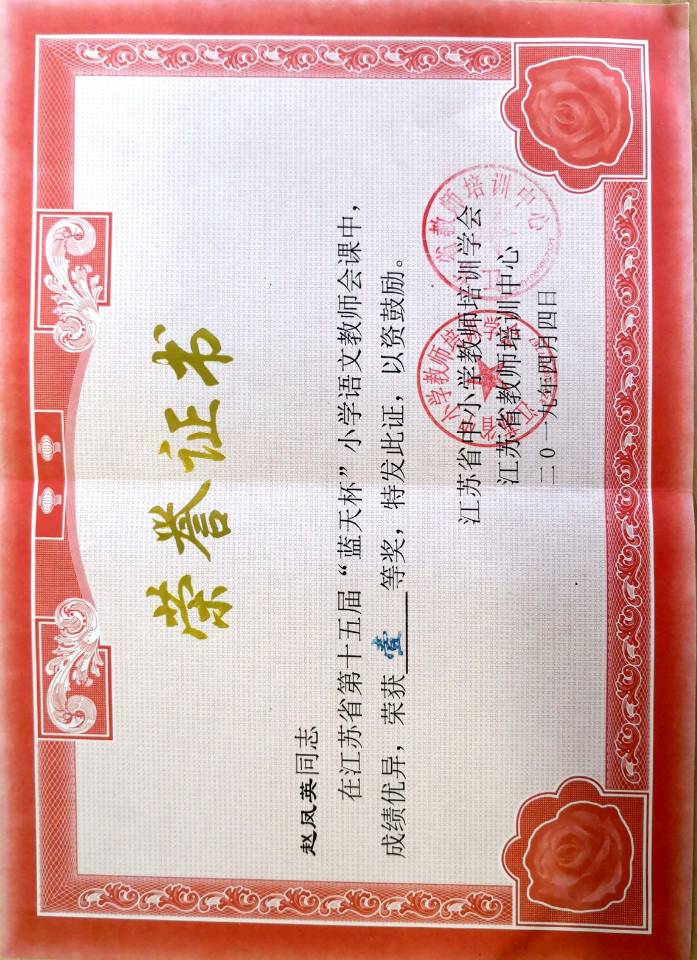 荣誉证书
赵凤英同志
在江苏省第十五届“蓝天杯”小学语文教师会课中，
成绩优异，荣获 壹 等奖，特发此证，以资鼓励。
江苏省中小学教师培训学会
江苏省教师培训中心
二0一九年四月四日